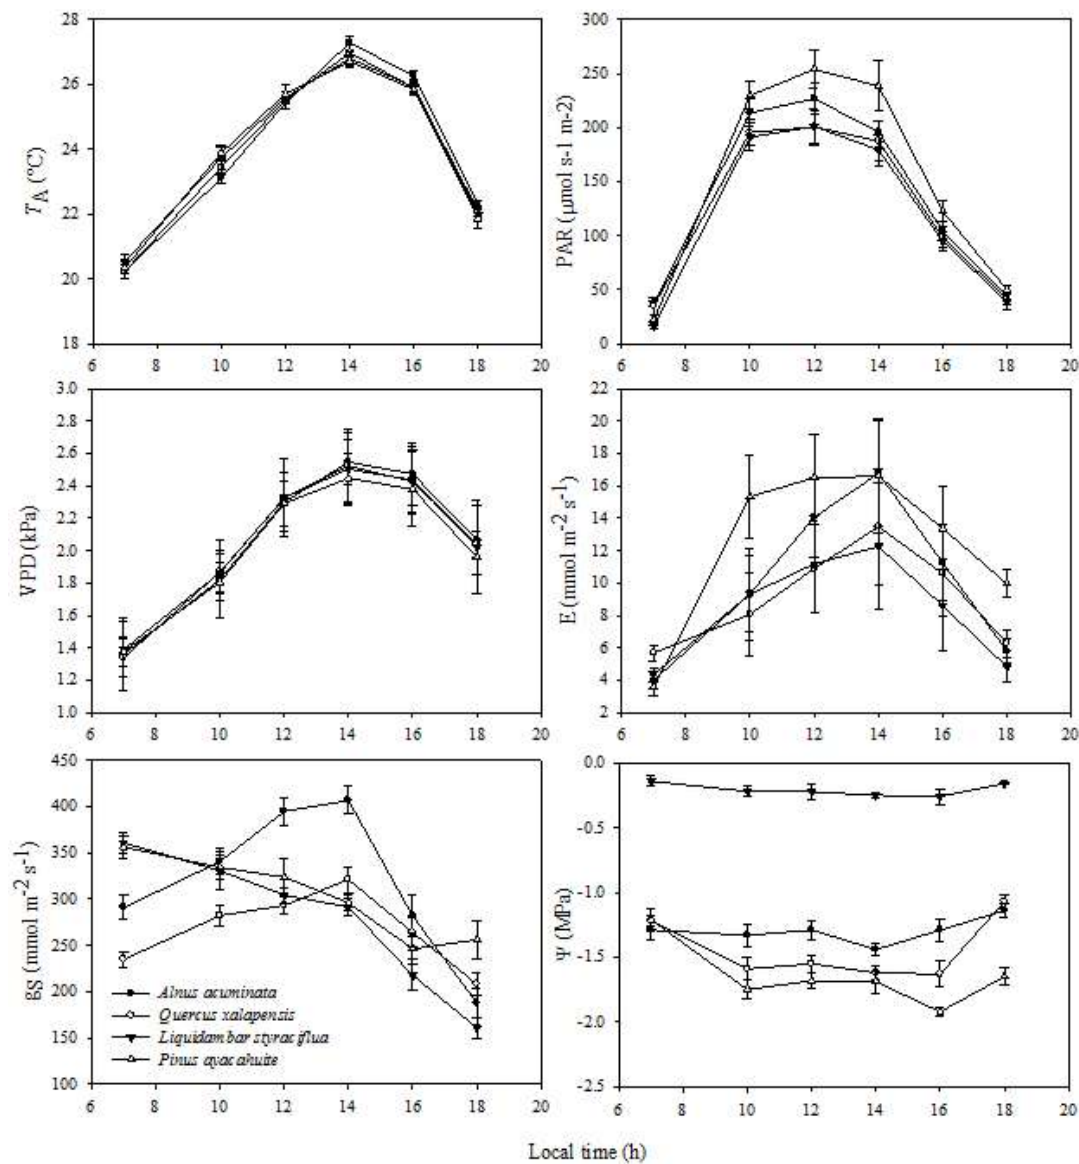 28
26
24
22
20
18
T_A (°C)
6 8 10 12 14 16 18 20
300
250
200
150
100
50
0
PAR (µmol s-1 m-2)
6 8 10 12 14 16 18 20
3.0
2.8
2.6
2.4
2.2
2.0
1.8
1.6
1.4
1.2
1.0
VPD (kPa)
6 8 10 12 14 16 18 20
22
20
18
16
14
12
10
8
6
4
2
E (mmol m⁻² s⁻¹)
6 8 10 12 14 16 18 20
450
400
350
300
250
200
150
100
gs (mmol m⁻² s⁻¹)
Alnus acuminata
Quercus xalapensis
Liquidambar styraciflua
Pinus ayacahuite
6 8 10 12 14 16 18 20
0.0
-0.5
-1.0
-1.5
-2.0
-2.5
Ψ (MPa)
6 8 10 12 14 16 18 20
Local time (h)